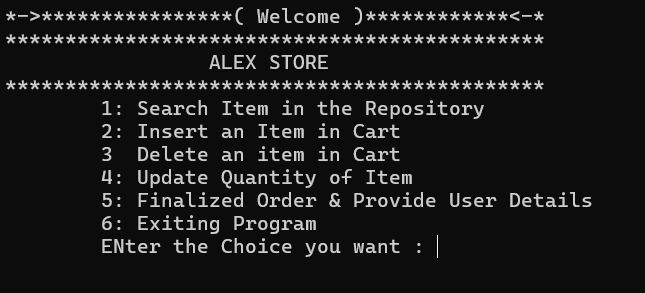 *->****************( Welcome )************<-*
*********************************************
ALEX STORE
*********************************************
1: Search Item in the Repository
2: Insert an Item in Cart
3  Delete an item in Cart
4: Update Quantity of Item
5: Finalized Order & Provide User Details
6: Exiting Program
ENter the Choice you want :